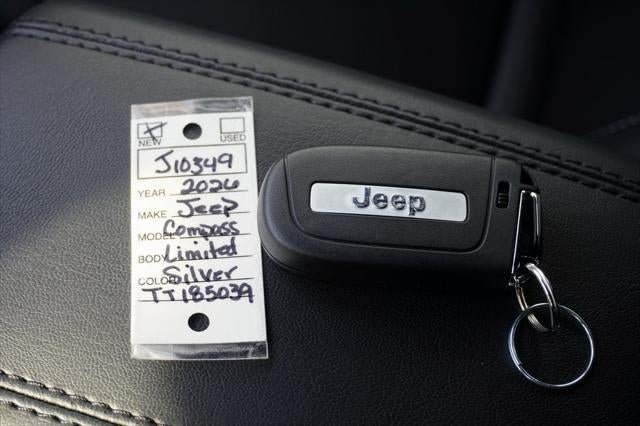 NEW USED
J10349
YEAR 2026
MAKE Jeep
MODEL Compass
BODY Limited
COLOR Silver
TT185039
Jeep